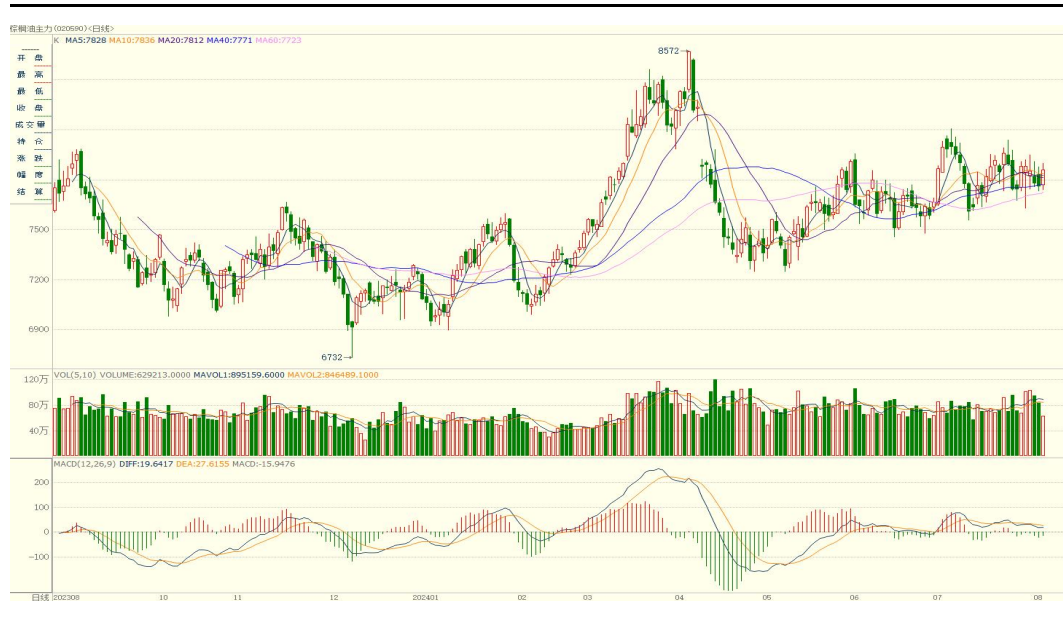 棕榈油主力(020590)<日线>
K MA5:7828 MA10:7836 MA20:7812 MA40:7771 MA60:7723
开 盘
最 高
最 低
收 盘
成交量
持 仓
涨 跌
幅 度
结 算
8572
7500
7200
6900
6732
VOL(5,10) VOLUME:629213.0000 MAVOL1:895159.6000 MAVOL2:846489.1000
120万
80万
40万
MACD(12,26,9) DIFF:19.6417 DEA:27.6155 MACD:-15.9476
200
100
0
-100
日线 202308 10 11 12 202401 02 03 04 05 06 07 08